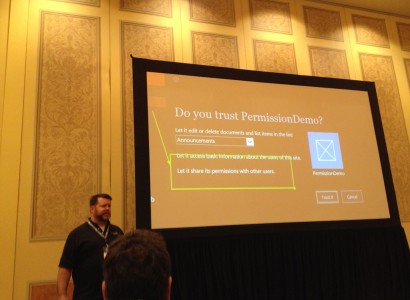 Do you trust PermissionDemo?
Let it edit or delete documents and list items in the list:
Announcements
Let it access basic information about the users of this site.
Let it share its permissions with other users.
PermissionDemo
Trust It
Cancel